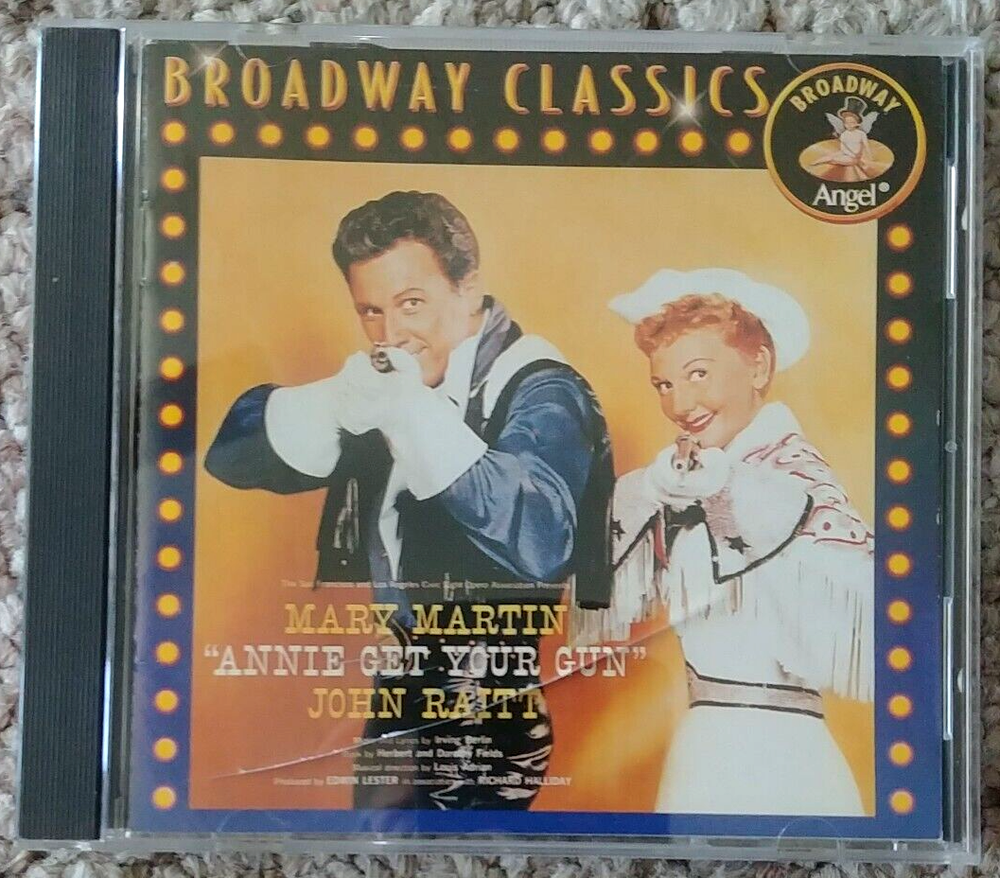 BROADWAY CLASSICS
BROADWAY
Angel®
The San Francisco and Los Angeles Civic Light Opera Association Present
MARY MARTIN
"ANNIE GET YOUR GUN"
JOHN RAITT
Music and Lyrics by Irving Berlin
Book by Herbert and Dorothy Fields
Musical direction by Louis Adrian
Produced by EDWIN LESTER in association with RICHARD HALLIDAY